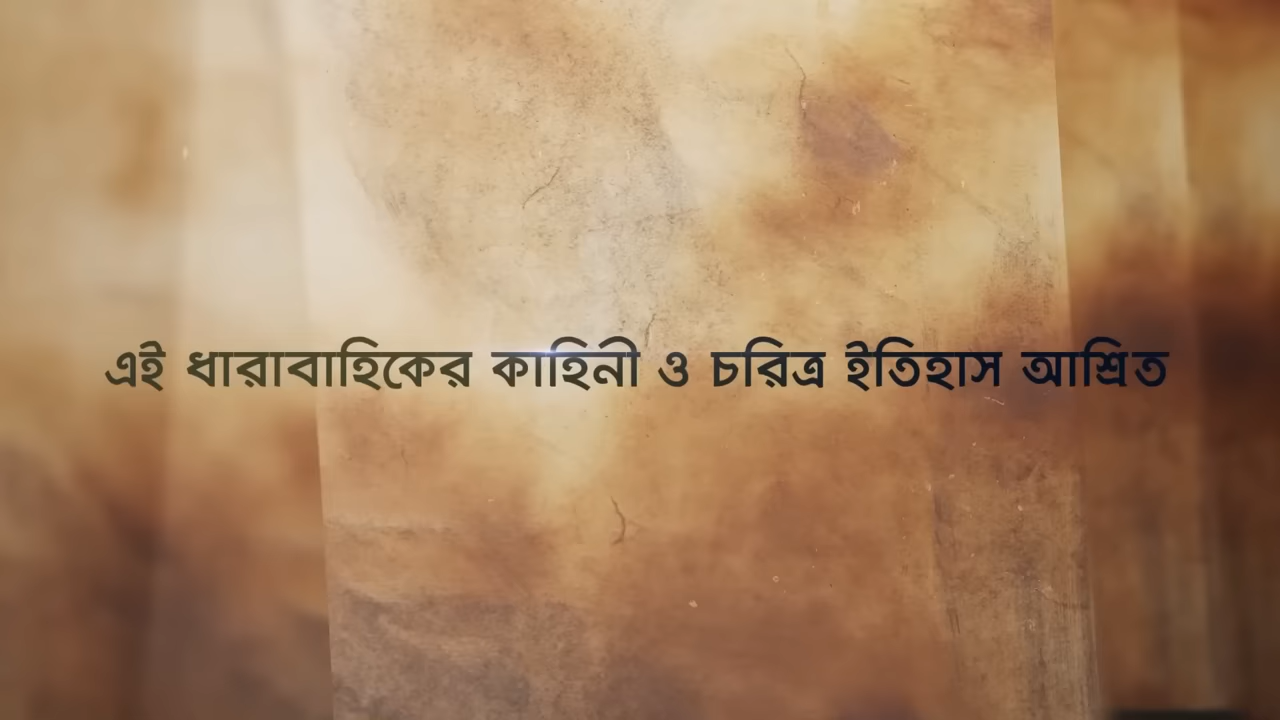 এই ধারাবাহিকের কাহিনী ও চরিত্র ইতিহাস আশ্রিত